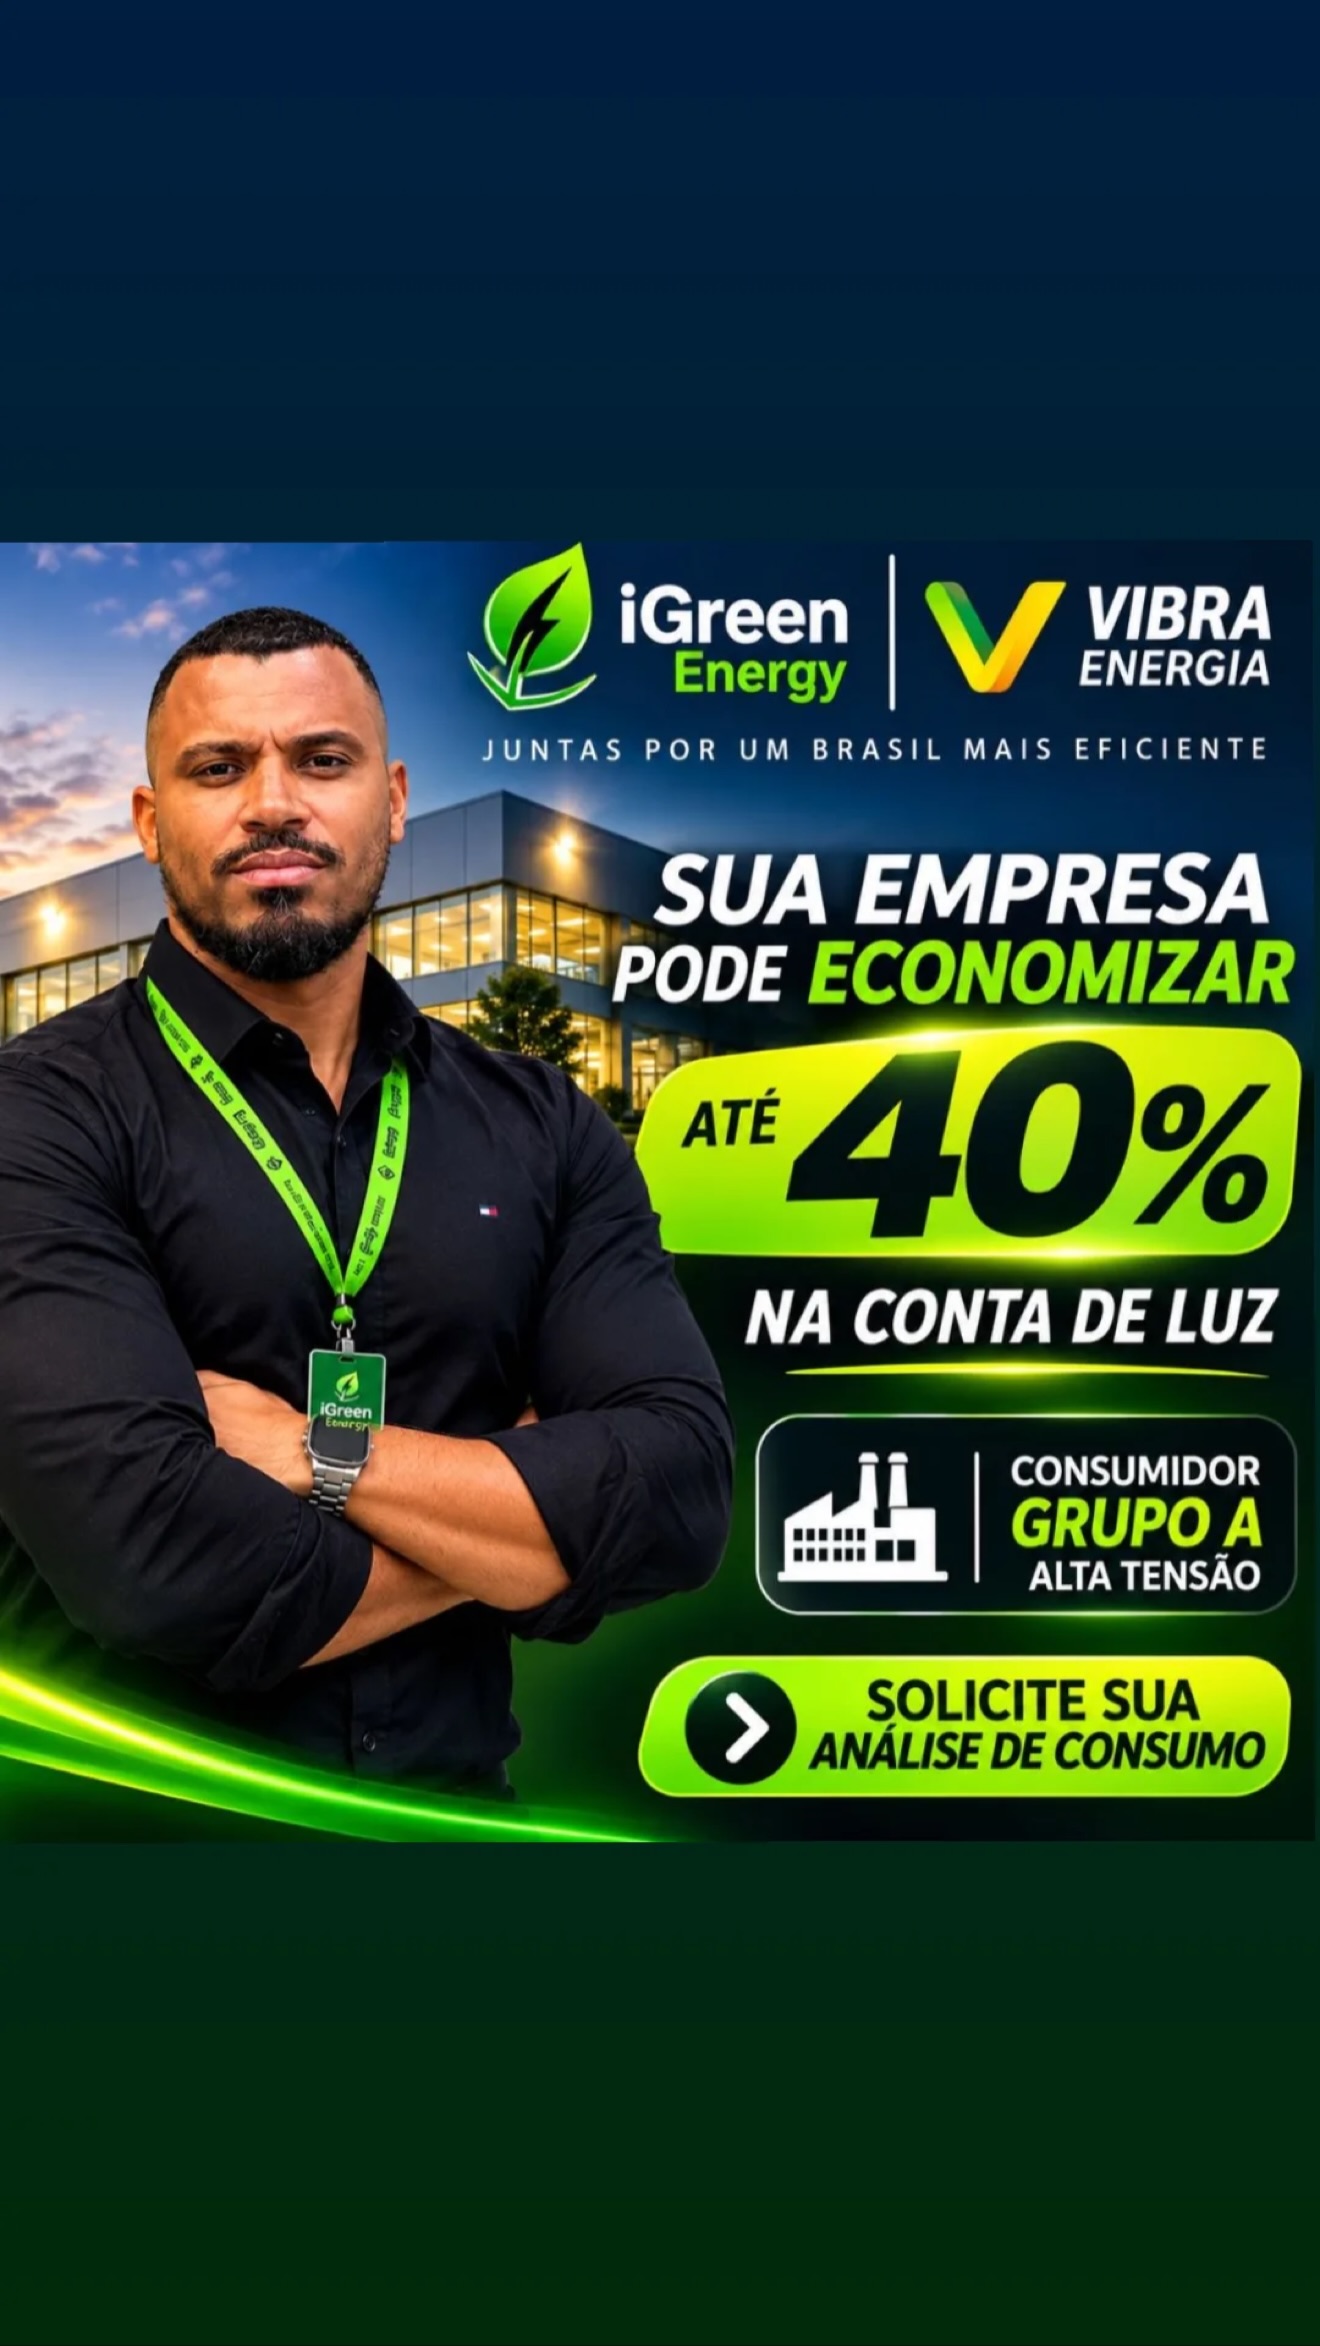 iGreen
Energy
VIBRA
ENERGIA
JUNTAS POR UM BRASIL MAIS EFICIENTE
SUA EMPRESA
PODE ECONOMIZAR
ATÉ 40%
NA CONTA DE LUZ
CONSUMIDOR
GRUPO A
ALTA TENSÃO
SOLICITE SUA
ANÁLISE DE CONSUMO
iGreen
Energy